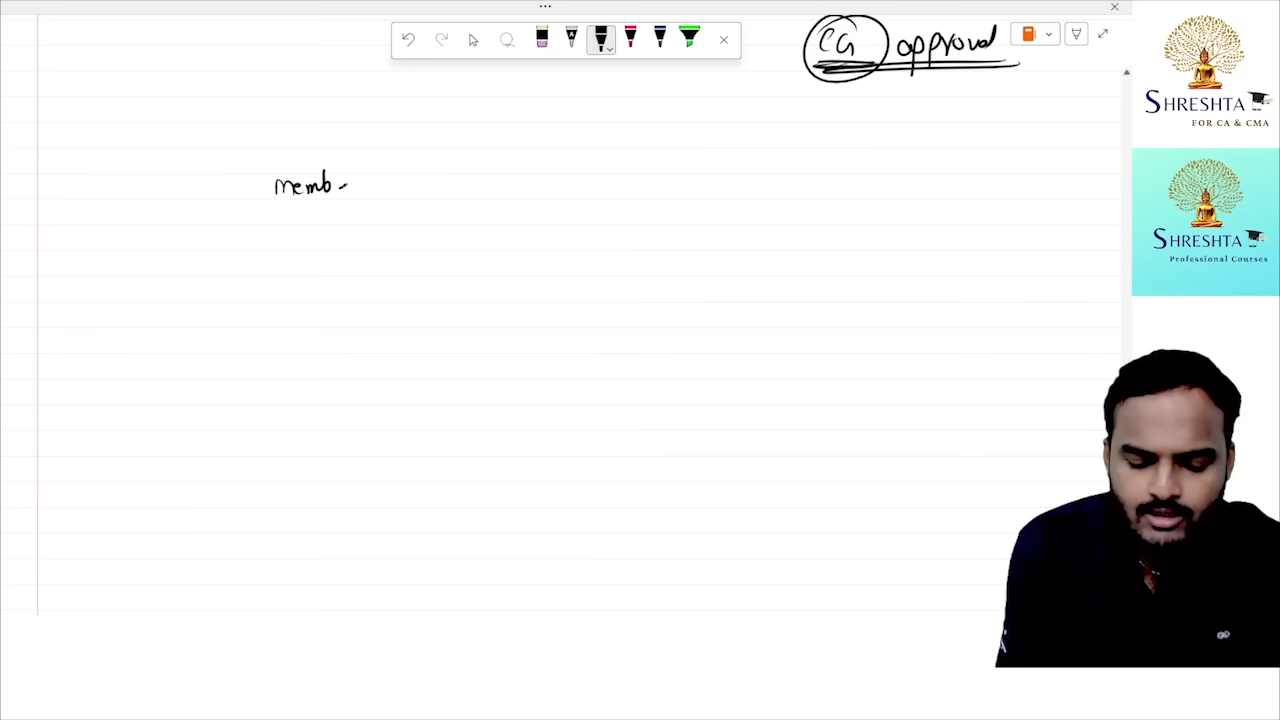 CG approval
memb
SHRESHTA
FOR CA & CMA
SHRESHTA
Professional Courses